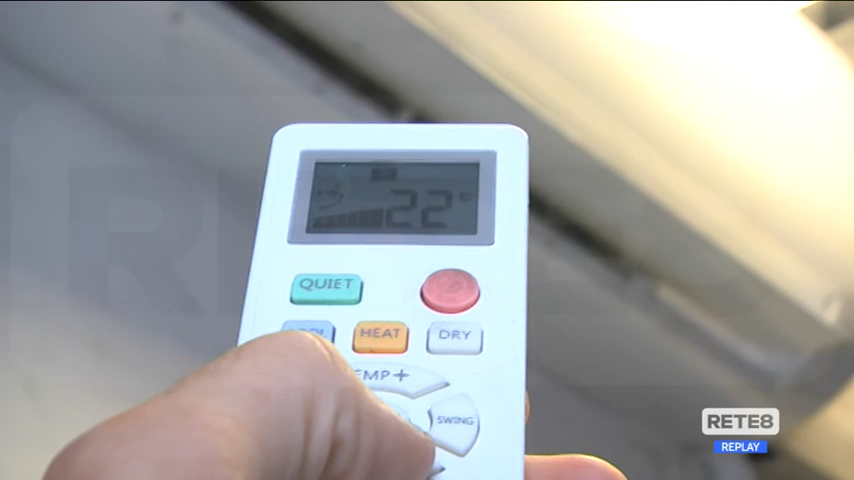 22°C
QUIET
HEAT
DRY
EMP+
SWING
RETE8
REPLAY